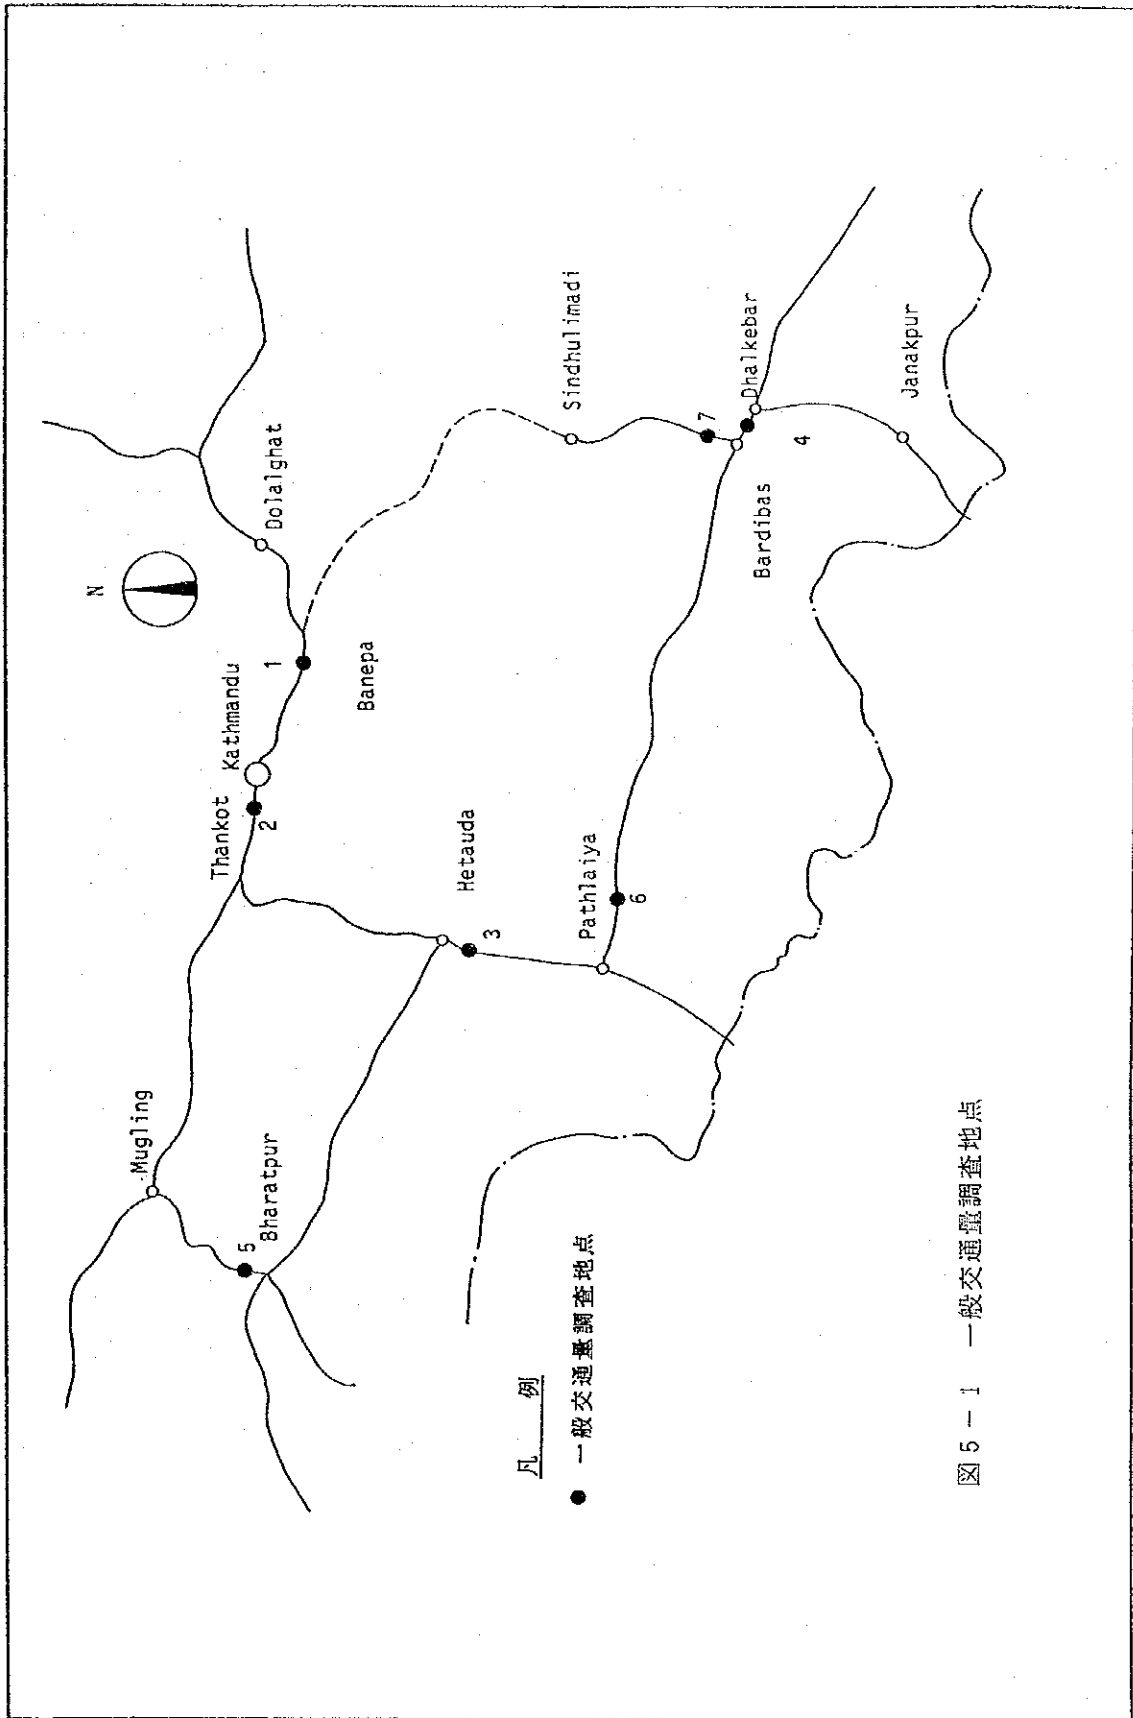 N
Dolalghat
Kathmandu
1
Thankot
2
Banepa
Mugling
5
Bharatpur
Hetauda
3
Sindhulimadi
Pathlaiya
6
7
Dhalkebar
4
Bardibas
Janakpur
凡 例
● 一般交通量調査地点
図5-1 一般交通量調査地点